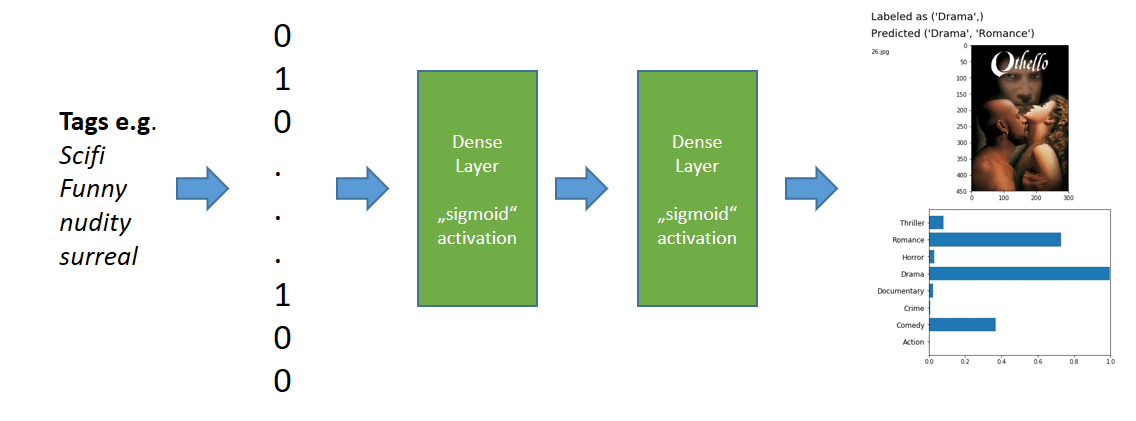 Tags e.g.
Scifi
Funny
nudity
surreal
0
1
0
.
.
.
1
0
0
Dense
Layer
„sigmoid“
activation
Dense
Layer
„sigmoid“
activation
Labeled as ('Drama',)
Predicted ('Drama', 'Romance')
26.jpg
Othello
0
50
100
150
200
250
300
350
400
450
0 100 200 300
Thriller
Romance
Horror
Drama
Documentary
Crime
Comedy
Action
0.0 0.2 0.4 0.6 0.8 1.0